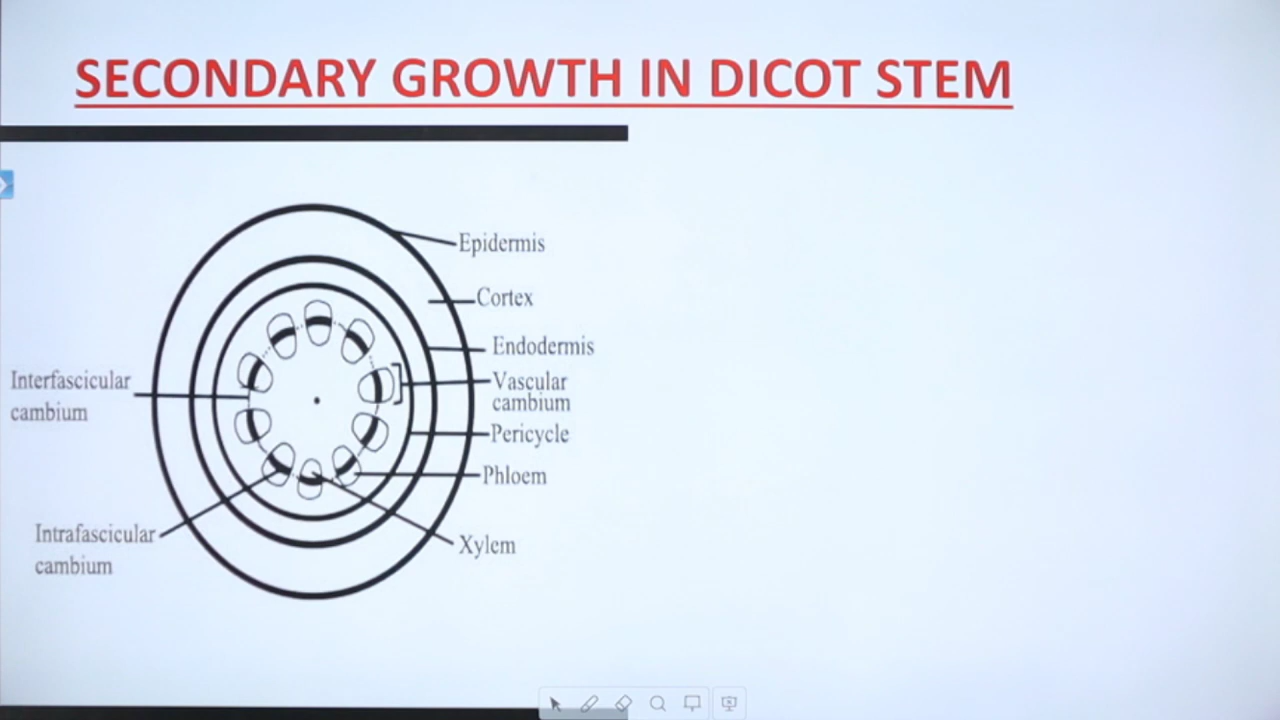 SECONDARY GROWTH IN DICOT STEM
Epidermis
Cortex
Endodermis
Interfascicular
cambium
Vascular
cambium
Pericycle
Phloem
Intrafascicular
cambium
Xylem